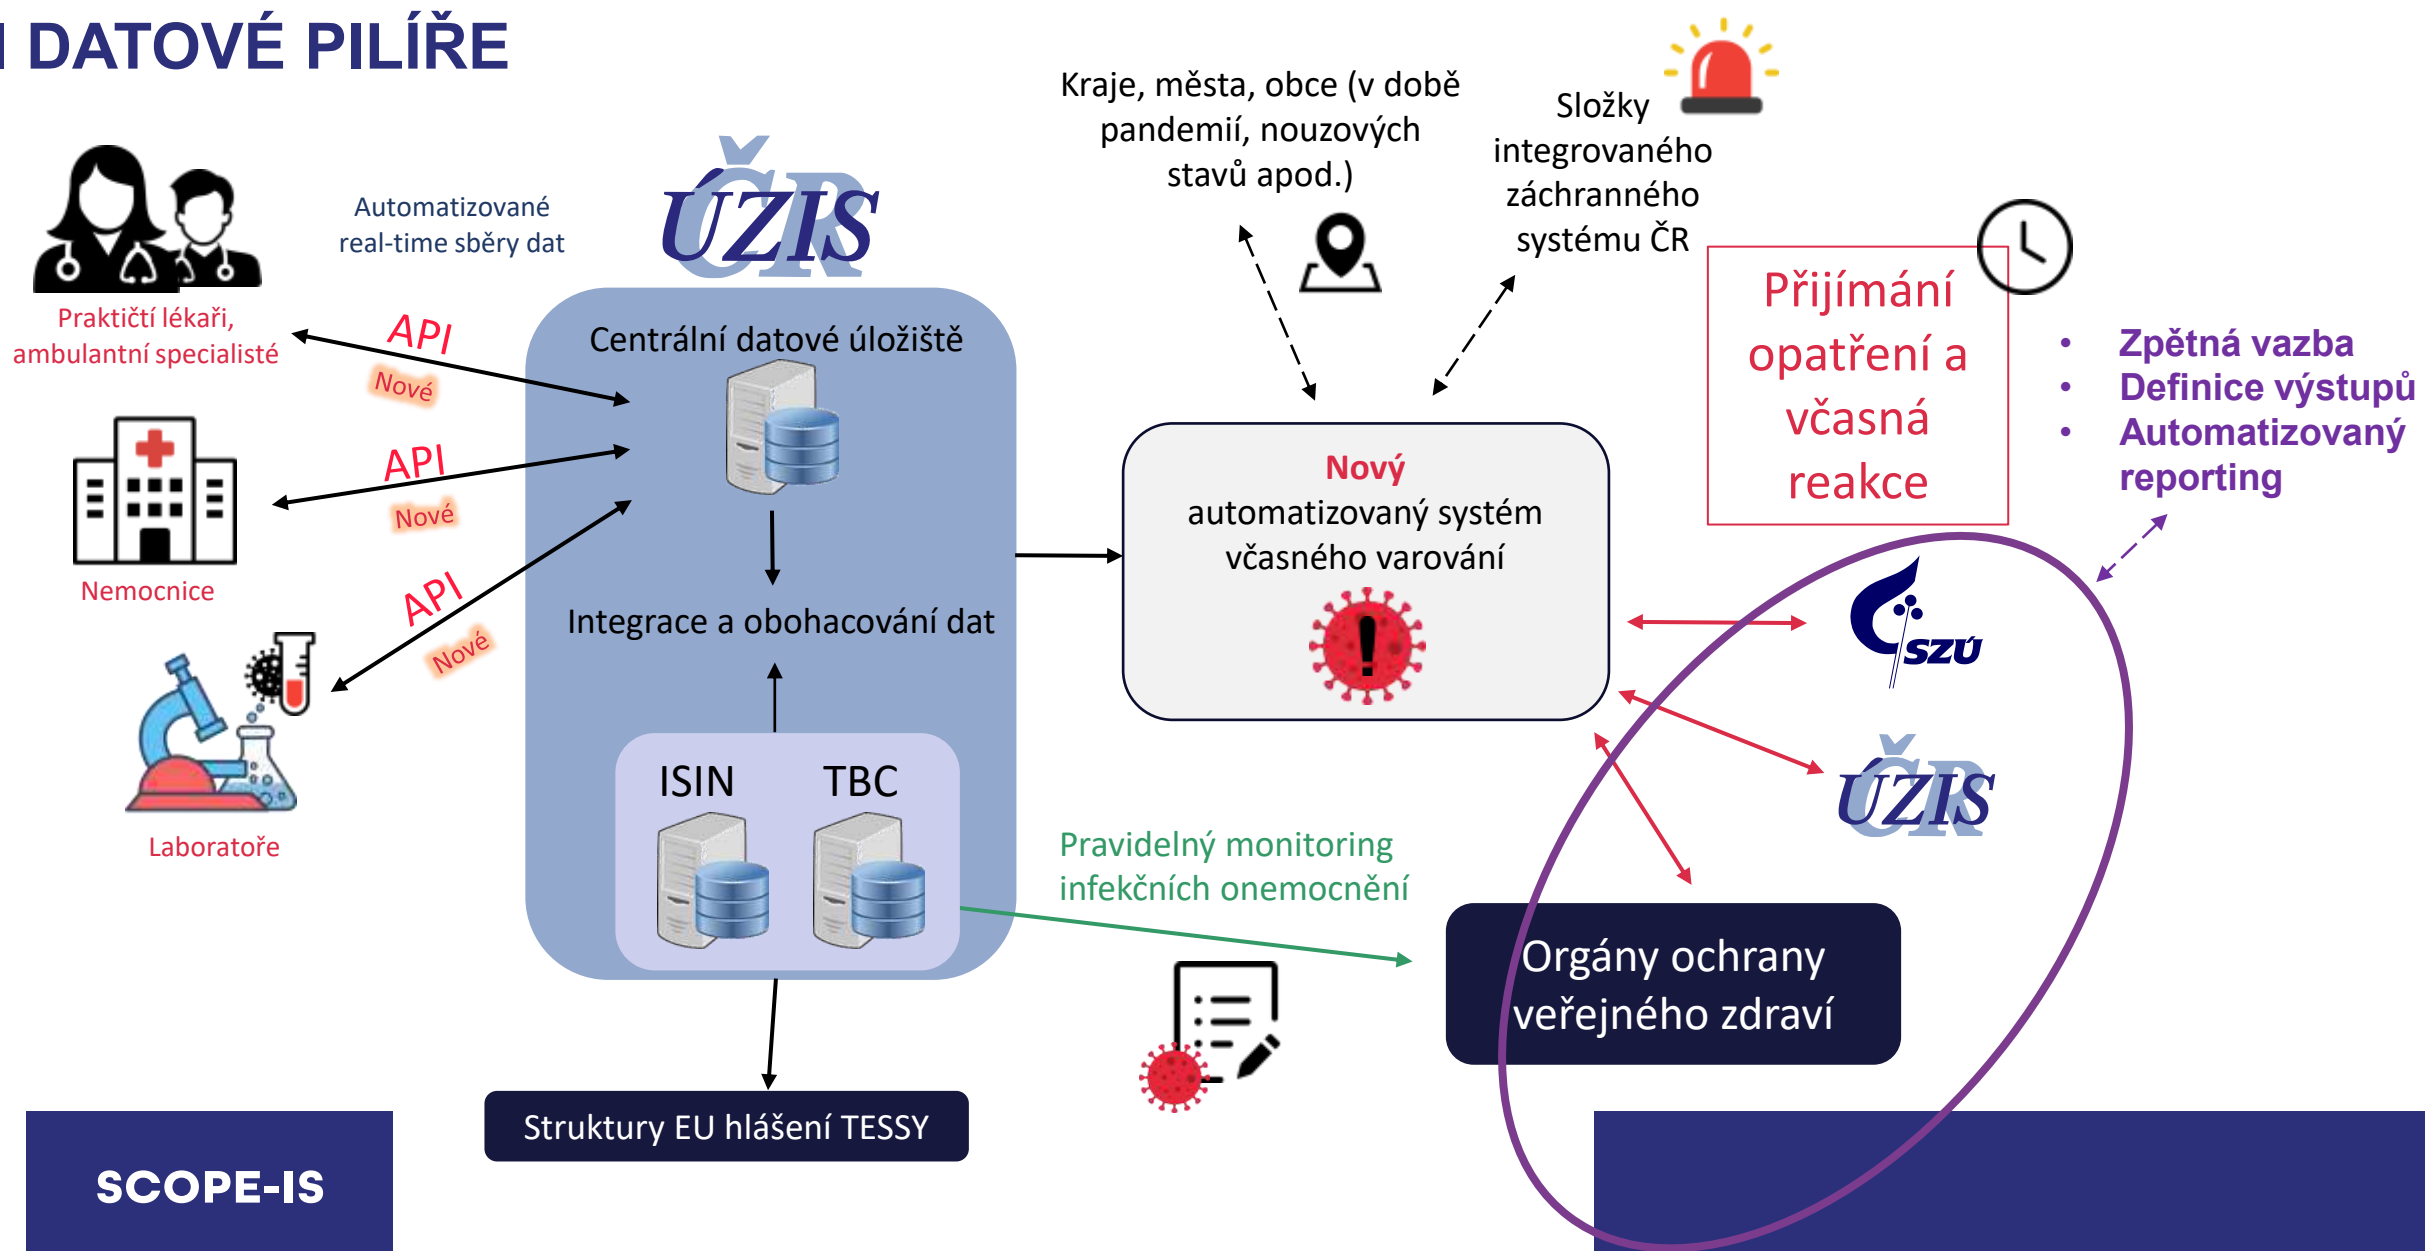 DATOVÉ PILÍŘE
Kraje, města, obce (v době
pandemií, nouzových
stavů apod.)
Složky
integrovaného
záchranného
systému ČR
Automatizované
real-time sběry dat
ÚZIS
ČR
Praktičtí lékaři,
ambulantní specialisté
API
Nové
Nemocnice
API
Nové
Laboratoře
API
Nové
Centrální datové úložiště
Integrace a obohacování dat
ISIN
TBC
Struktury EU hlášení TESSY
Nový
automatizovaný systém
včasného varování
!
Přijímání
opatření a
včasná
reakce
• Zpětná vazba
• Definice výstupů
• Automatizovaný
reporting
SZÚ
ÚZIS
ČR
Pravidelný monitoring
infekčních onemocnění
Orgány ochrany
veřejného zdraví
SCOPE-IS